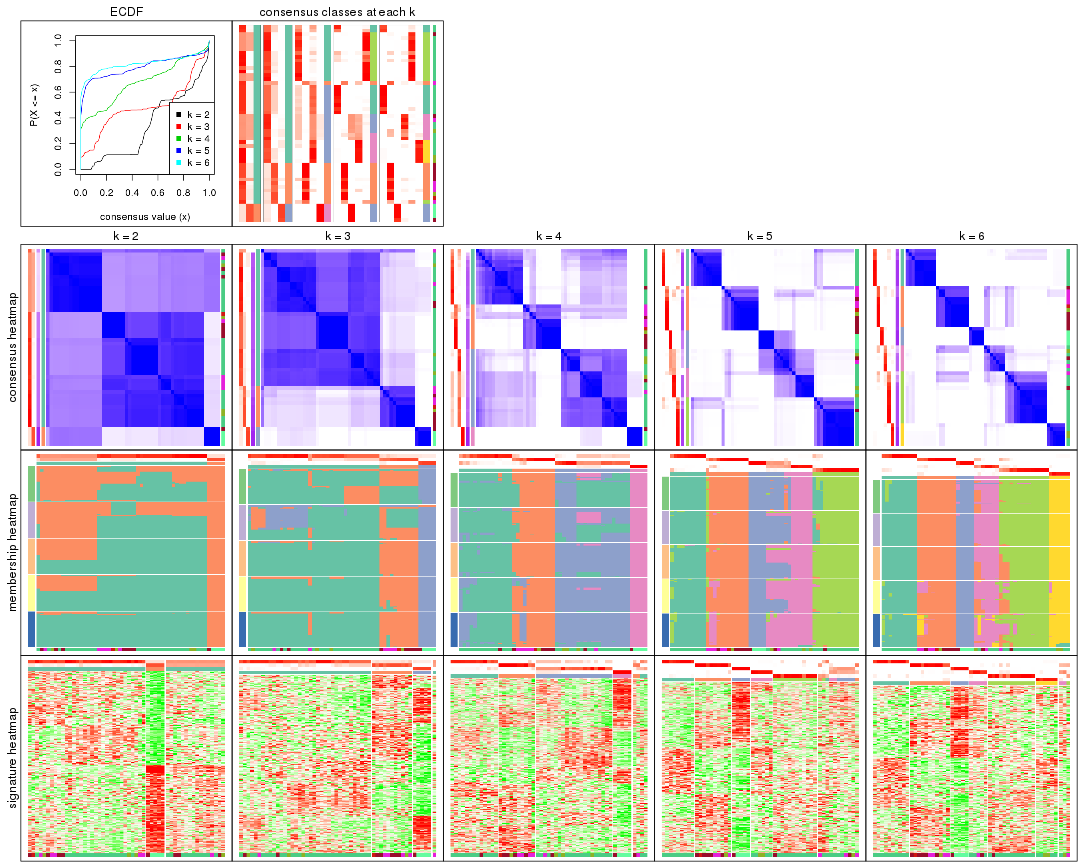 ECDF
consensus classes at each k
P(X <= x)
0.0 0.2 0.4 0.6 0.8 1.0
k = 2
k = 3
k = 4
k = 5
k = 6
0.0 0.2 0.4 0.6 0.8 1.0
consensus value (x)
k = 2 k = 3 k = 4 k = 5 k = 6
consensus heatmap
membership heatmap
signature heatmap